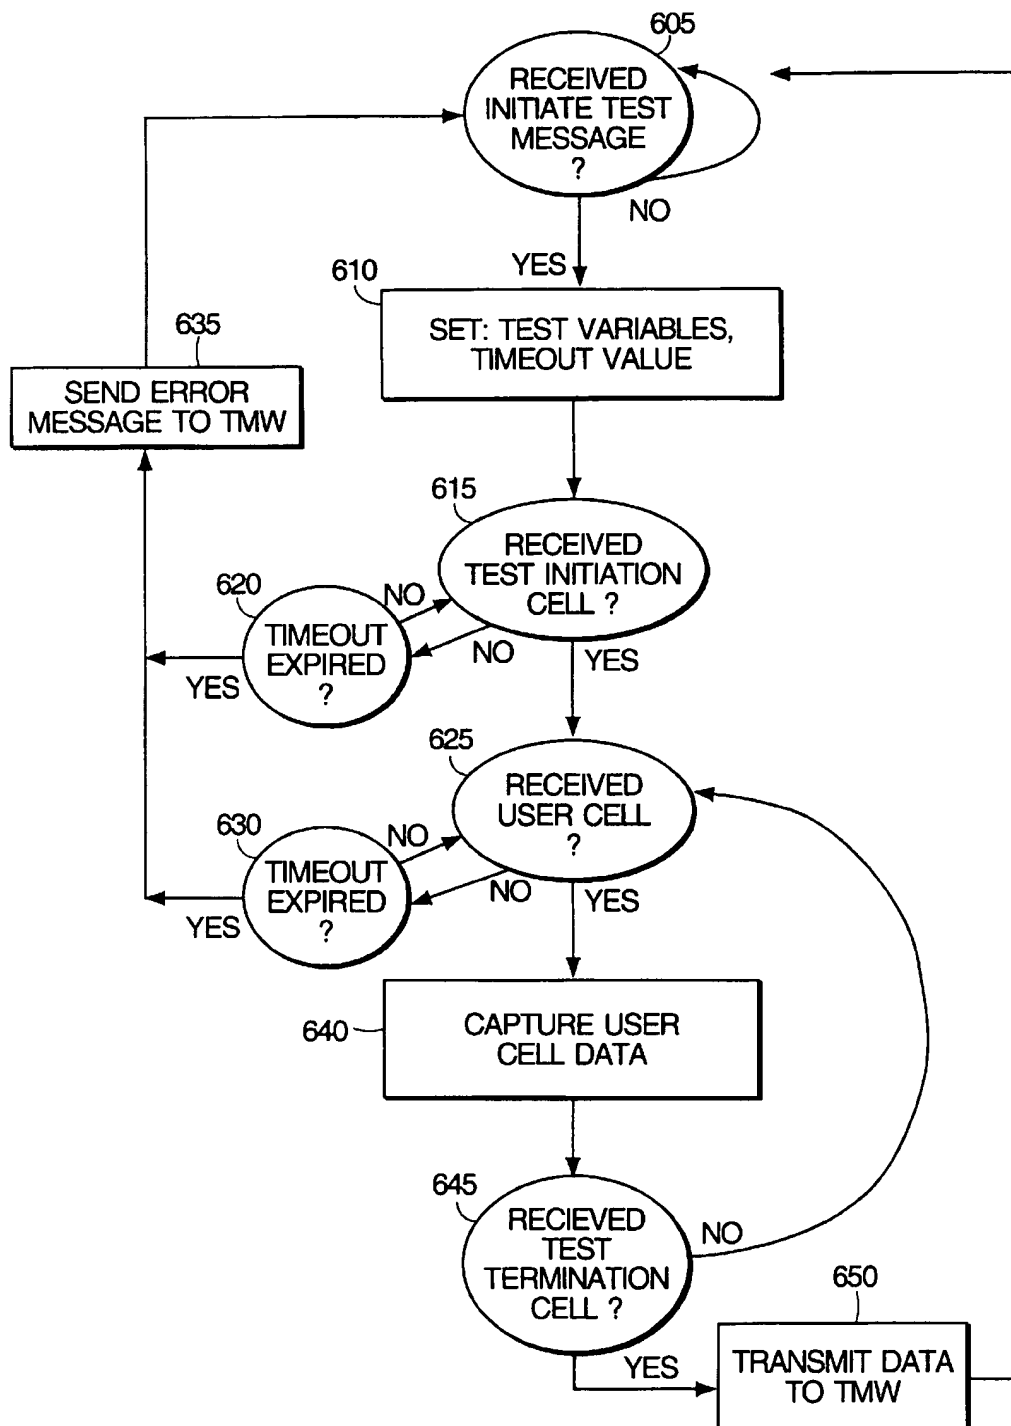 605
RECEIVED
INITIATE TEST
MESSAGE
?
NO
YES
610
SET: TEST VARIABLES,
TIMEOUT VALUE
635
SEND ERROR
MESSAGE TO TMW
615
RECEIVED
TEST INITIATION
CELL ?
620
TIMEOUT
EXPIRED
?
NO
NO
YES
YES
625
RECEIVED
USER CELL
?
630
TIMEOUT
EXPIRED
?
NO
NO
YES
YES
640
CAPTURE USER
CELL DATA
645
RECIEVED
TEST
TERMINATION
CELL ?
NO
YES
650
TRANSMIT DATA
TO TMW